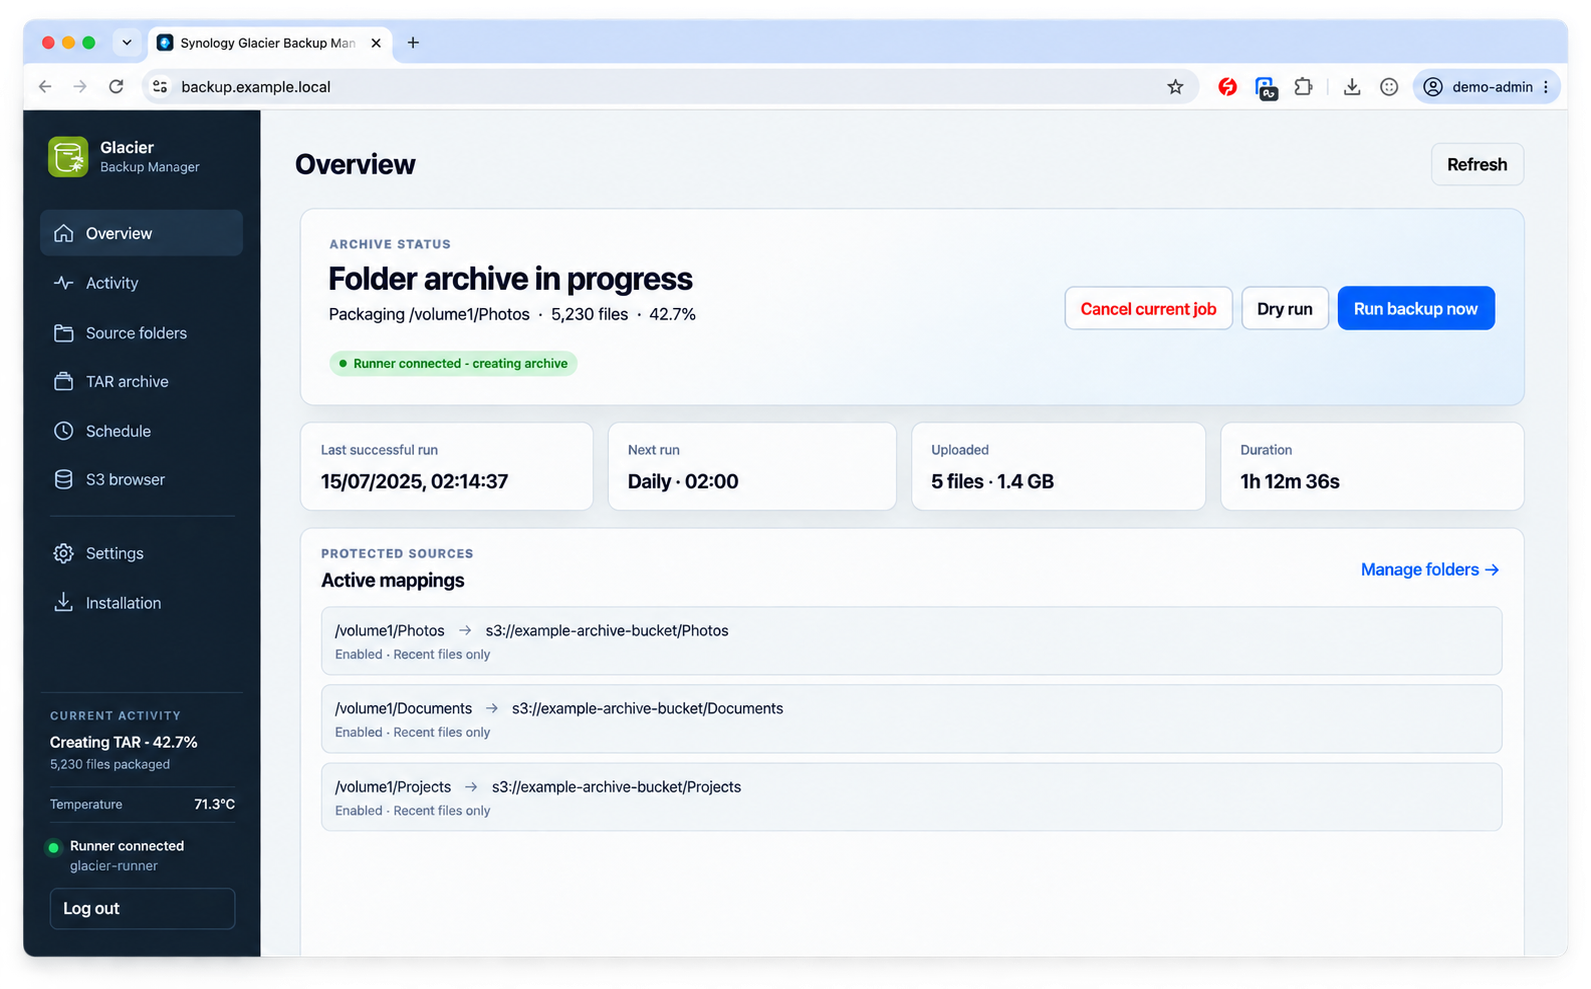 Synology Glacier Backup Man
backup.example.local
demo-admin
Glacier
Backup Manager
Overview
Activity
Source folders
TAR archive
Schedule
S3 browser
Settings
Installation
CURRENT ACTIVITY
Creating TAR - 42.7%
5,230 files packaged
Temperature 71.3°C
Runner connected
glacier-runner
Log out
Overview
Refresh
ARCHIVE STATUS
Folder archive in progress
Packaging /volume1/Photos · 5,230 files · 42.7%
Runner connected - creating archive
Cancel current job
Dry run
Run backup now
Last successful run
15/07/2025, 02:14:37
Next run
Daily · 02:00
Uploaded
5 files · 1.4 GB
Duration
1h 12m 36s
PROTECTED SOURCES
Active mappings
Manage folders →
/volume1/Photos → s3://example-archive-bucket/Photos
Enabled · Recent files only
/volume1/Documents → s3://example-archive-bucket/Documents
Enabled · Recent files only
/volume1/Projects → s3://example-archive-bucket/Projects
Enabled · Recent files only